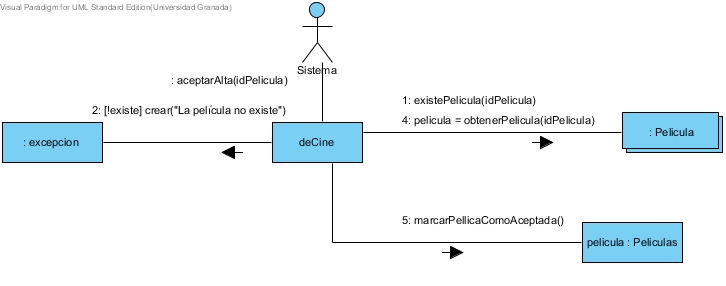 Visual Paradigm for UML Standard Edition(Universidad Granada)
Sistema
: aceptarAlta(idPelicula)
2: [!existe] crear("La película no existe")
1: existePelicula(idPelicula)
4: pelicula = obtenerPelicula(idPelicula)
: excepcion
deCine
: Pelicula
5: marcarPellicaComoAceptada()
pelicula : Peliculas